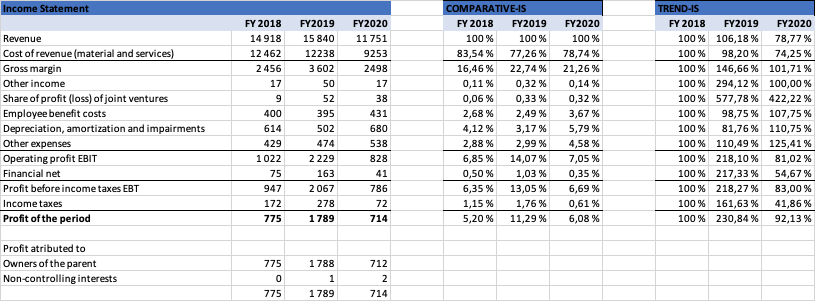 Income Statement COMPARATIVE-IS TREND-IS
FY 2018 FY2019 FY2020 FY 2018 FY2019 FY2020 FY 2018 FY2019 FY2020
Revenue 14 918 15 840 11 751 100 % 100 % 100 % 100 % 106,18 % 78,77 %
Cost of revenue (material and services) 12 462 12238 9253 83,54 % 77,26 % 78,74 % 100 % 98,20 % 74,25 %
Gross margin 2 456 3 602 2498 16,46 % 22,74 % 21,26 % 100 % 146,66 % 101,71 %
Other income 17 50 17 0,11 % 0,32 % 0,14 % 100 % 294,12 % 100,00 %
Share of profit (loss) of joint ventures 9 52 38 0,06 % 0,33 % 0,32 % 100 % 577,78 % 422,22 %
Employee benefit costs 400 395 431 2,68 % 2,49 % 3,67 % 100 % 98,75 % 107,75 %
Depreciation, amortization and impairments 614 502 680 4,12 % 3,17 % 5,79 % 100 % 81,76 % 110,75 %
Other expenses 429 474 538 2,88 % 2,99 % 4,58 % 100 % 110,49 % 125,41 %
Operating profit EBIT 1 022 2 229 828 6,85 % 14,07 % 7,05 % 100 % 218,10 % 81,02 %
Financial net 75 163 41 0,50 % 1,03 % 0,35 % 100 % 217,33 % 54,67 %
Profit before income taxes EBT 947 2 067 786 6,35 % 13,05 % 6,69 % 100 % 218,27 % 83,00 %
Income taxes 172 278 72 1,15 % 1,76 % 0,61 % 100 % 161,63 % 41,86 %
Profit of the period 775 1 789 714 5,20 % 11,29 % 6,08 % 100 % 230,84 % 92,13 %
Profit atributed to
Owners of the parent 775 1 788 712
Non-controlling interests 0 1 2
775 1 789 714